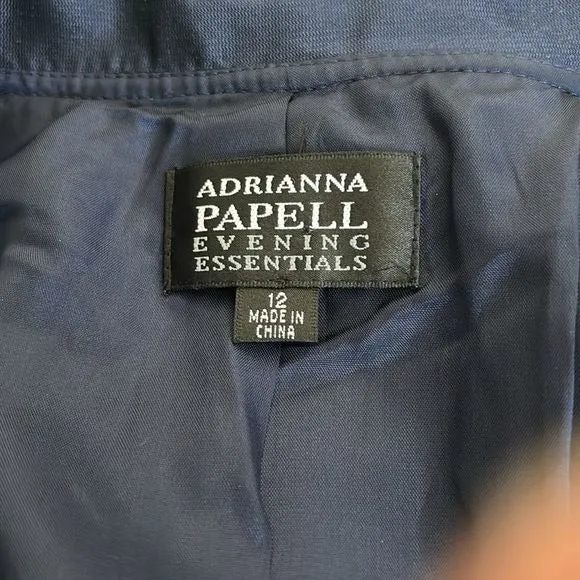 ADRIANNA
PAPELL
EVENING
ESSENTIALS
12
MADE IN
CHINA